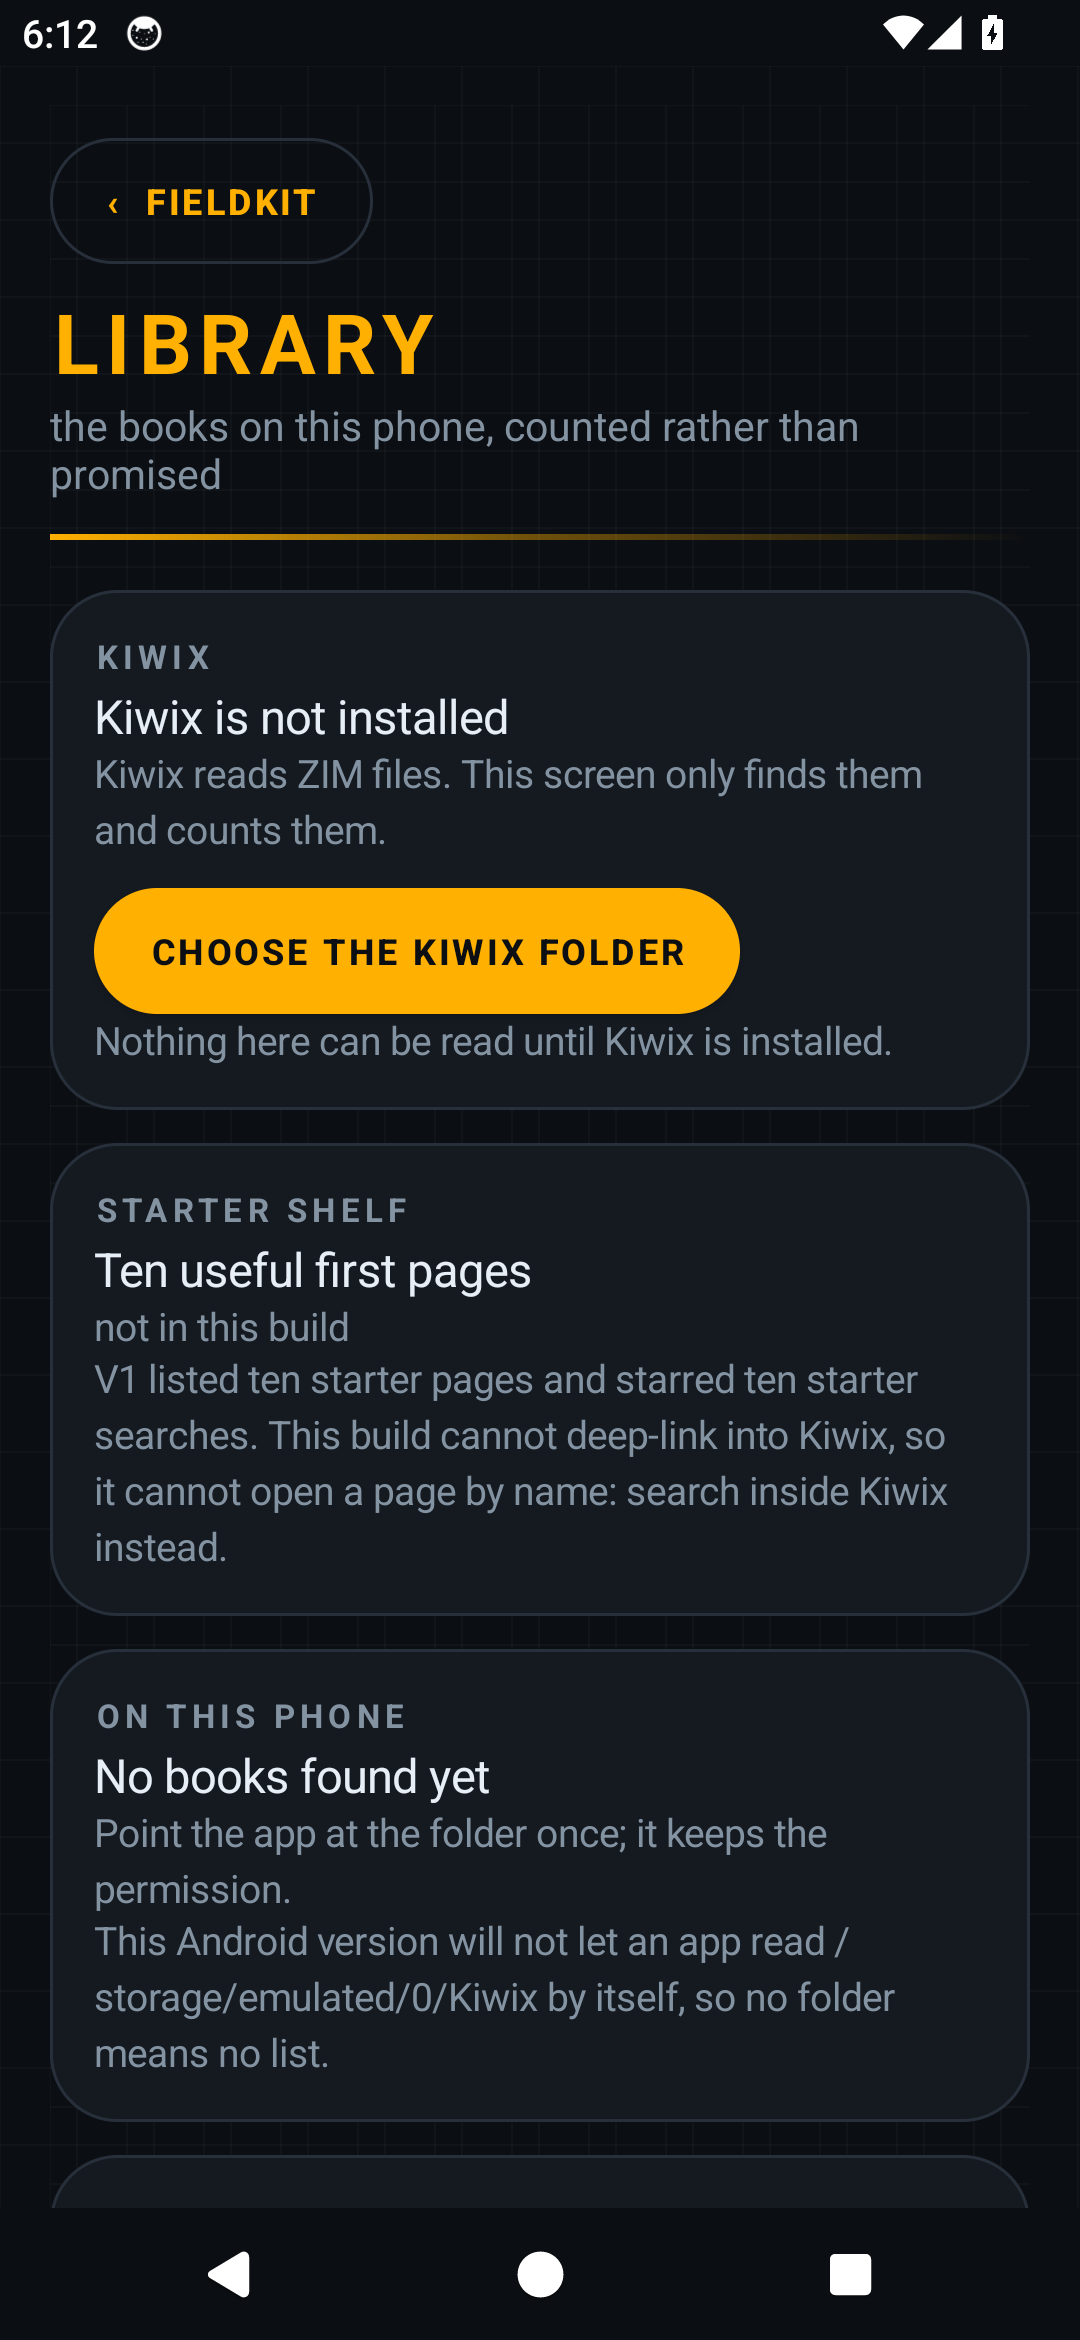 6:12
‹ FIELDKIT
LIBRARY
the books on this phone, counted rather than
promised
KIWIX
Kiwix is not installed
Kiwix reads ZIM files. This screen only finds them
and counts them.
CHOOSE THE KIWIX FOLDER
Nothing here can be read until Kiwix is installed.
STARTER SHELF
Ten useful first pages
not in this build
V1 listed ten starter pages and starred ten starter
searches. This build cannot deep-link into Kiwix, so
it cannot open a page by name: search inside Kiwix
instead.
ON THIS PHONE
No books found yet
Point the app at the folder once; it keeps the
permission.
This Android version will not let an app read /
storage/emulated/0/Kiwix by itself, so no folder
means no list.